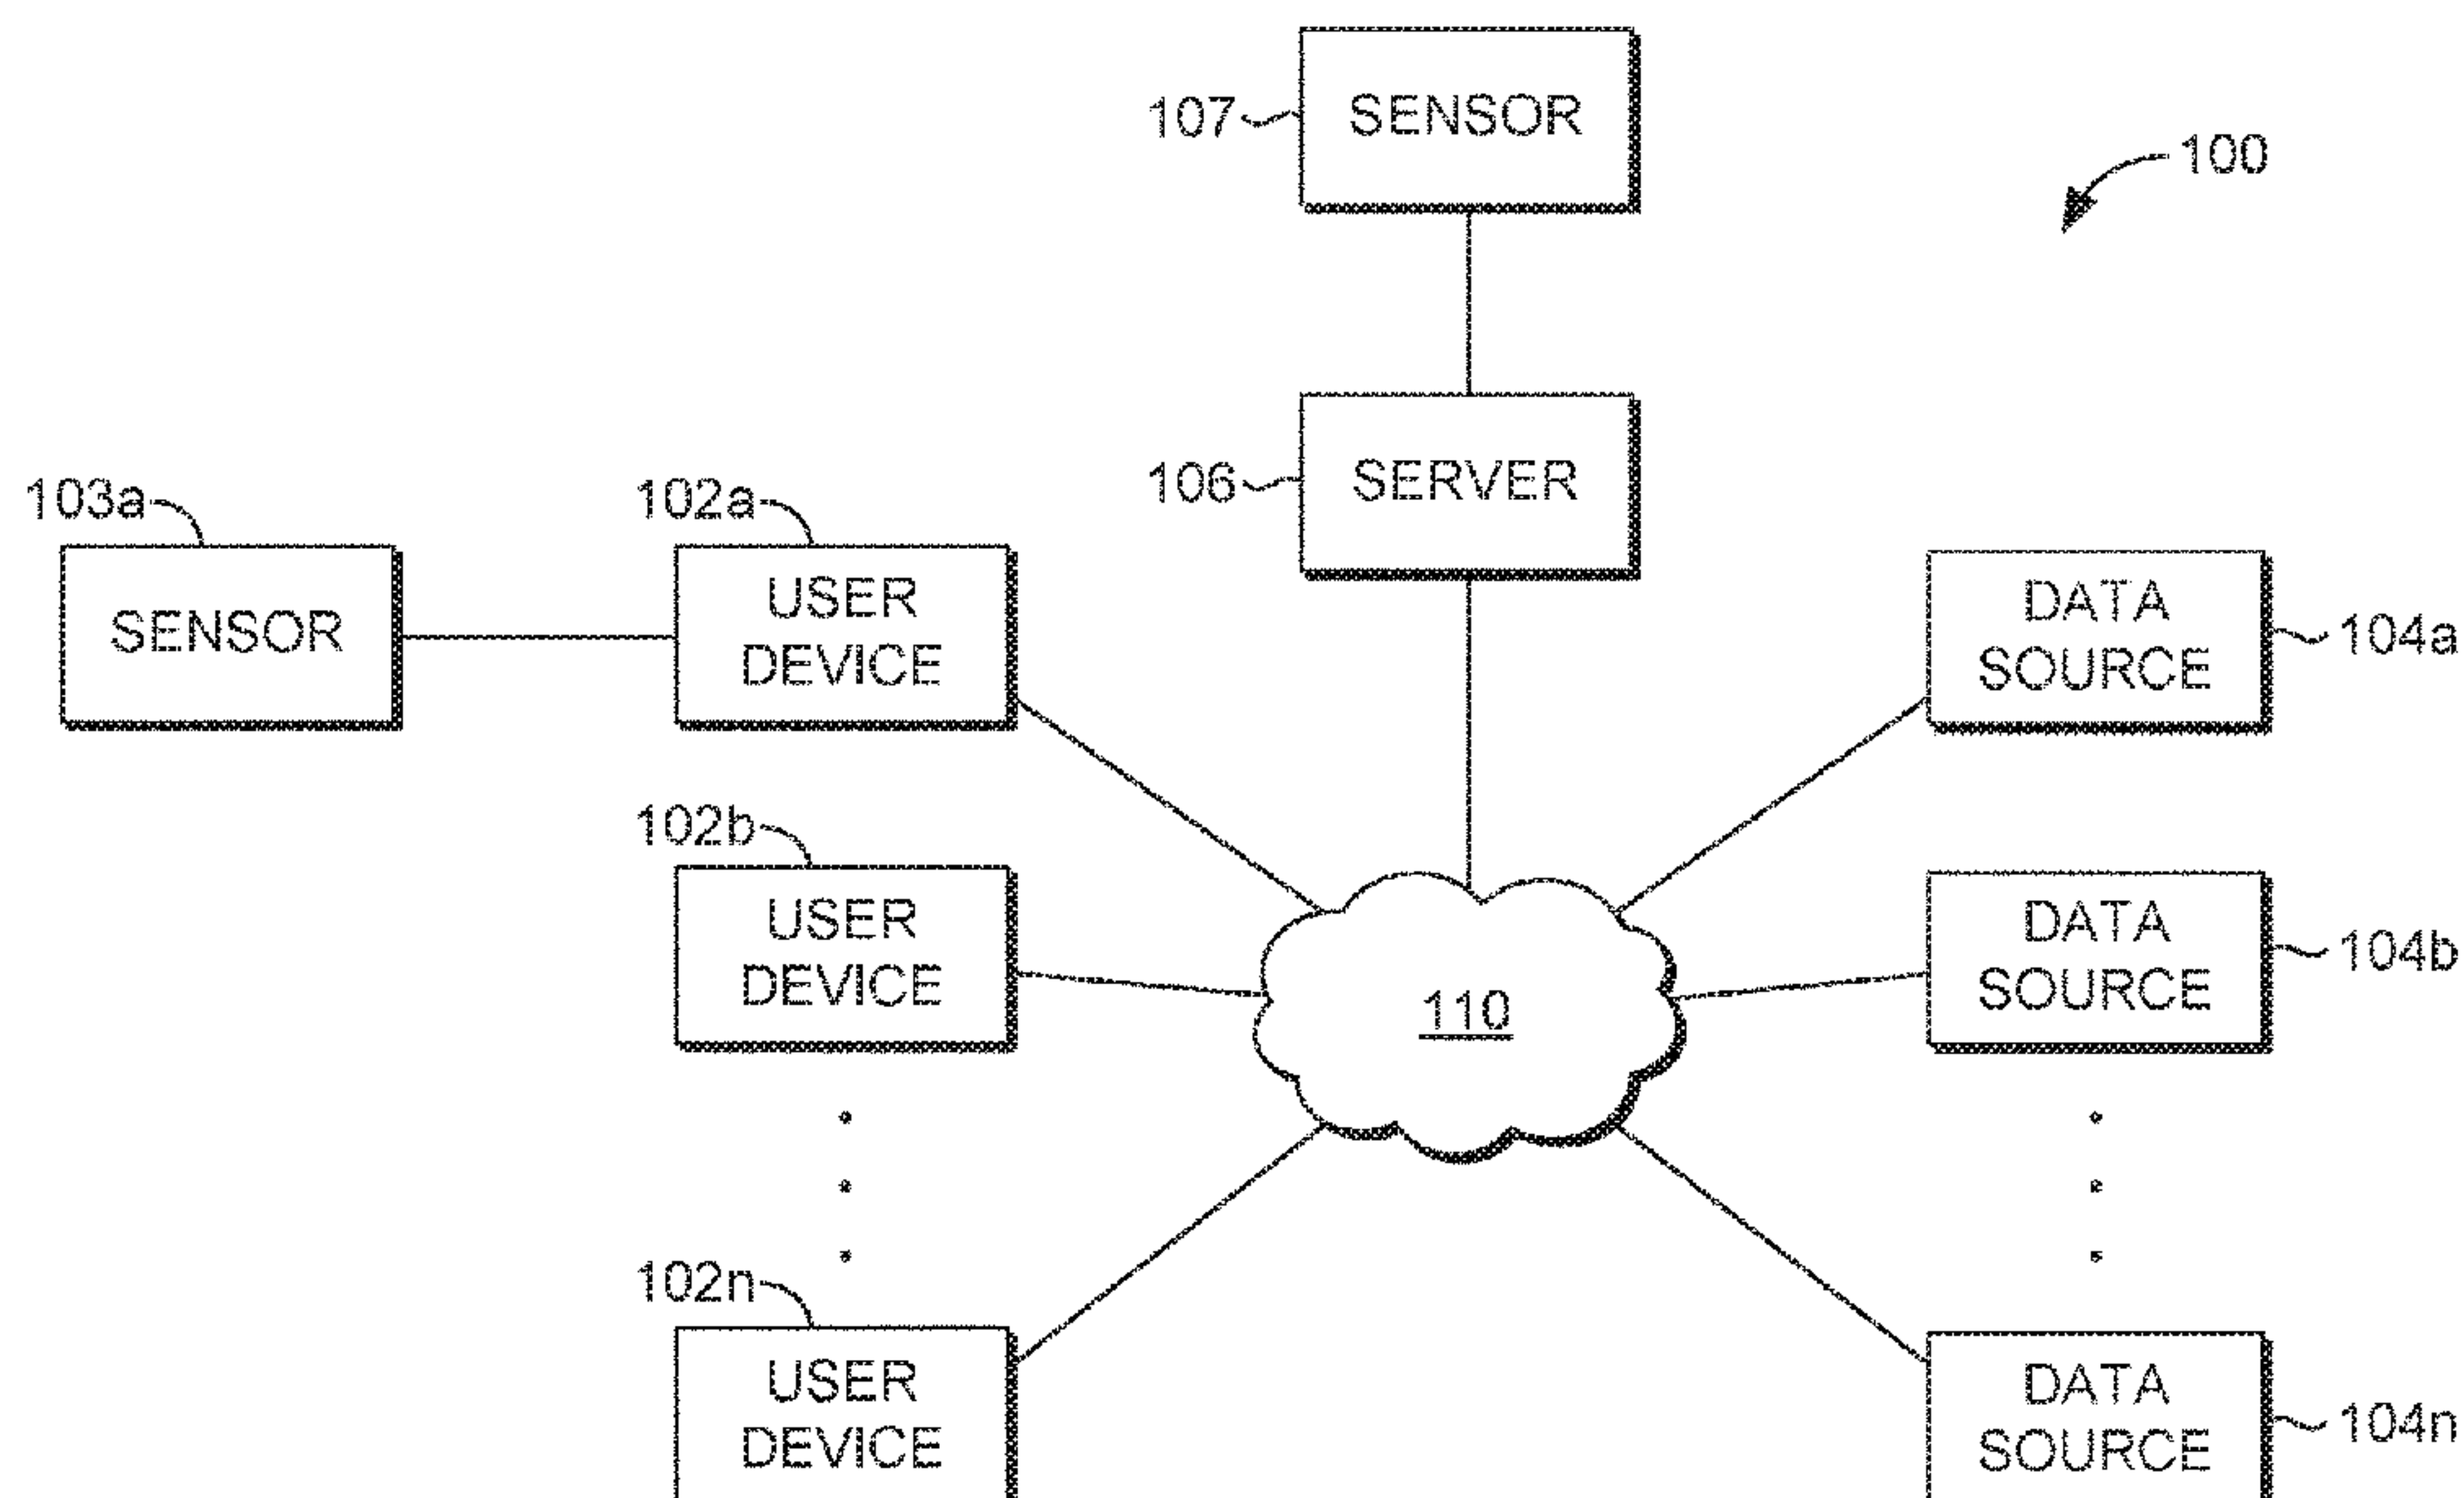 107
SENSOR
100
106
SERVER
103a
SENSOR
102a
USER
DEVICE
DATA
SOURCE
104a
102b
USER
DEVICE
110
DATA
SOURCE
104b
102n
USER
DEVICE
DATA
SOURCE
104n